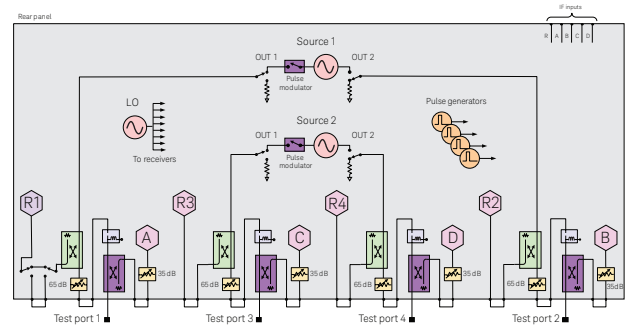 Rear panel
IF inputs
R A B C D
Source 1
OUT 1
OUT 2
Pulse
modulator
LO
To receivers
Source 2
OUT 1
OUT 2
Pulse
modulator
Pulse generators
R1
R3
R4
R2
A
C
D
B
35 dB
35 dB
35 dB
35 dB
65 dB
65 dB
65 dB
65 dB
Test port 1
Test port 3
Test port 4
Test port 2